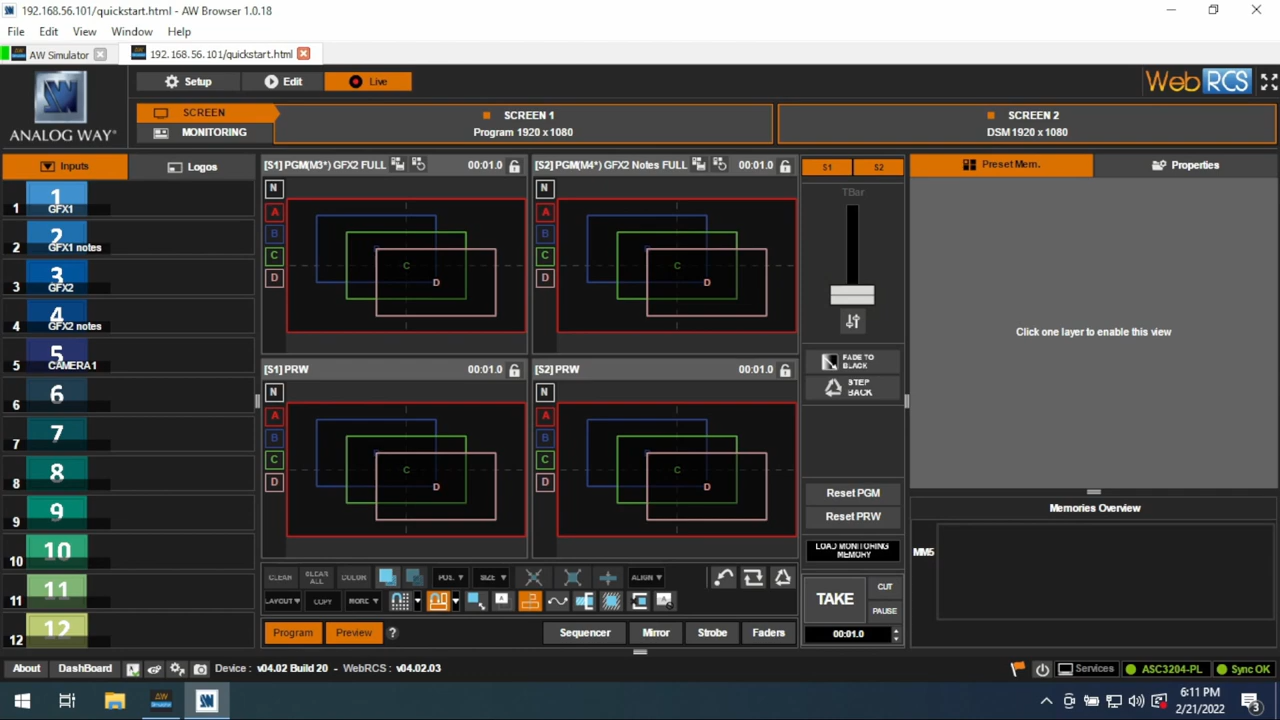 192.168.56.101/quickstart.html - AW Browser 1.0.18
File Edit View Window Help
AW Simulator
192.168.56.101/quickstart.html
ANALOG WAY®
Setup
Edit
Live
WebRCS
SCREEN
MONITORING
SCREEN 1
Program 1920 x 1080
SCREEN 2
DSM 1920 x 1080
Inputs
Logos
1 1 GFX1
2 2 GFX1 notes
3 3 GFX2
4 4 GFX2 notes
5 5 CAMERA1
6 6
7 7
8 8
9 9
10 10
11 11
12 12
[S1] PGM(M3*) GFX2 FULL 00:01.0
N
A
B
C
D
C
D
[S2] PGM(M4*) GFX2 Notes FULL 00:01.0
N
A
B
C
D
C
D
[S1] PRW 00:01.0
N
A
B
C
D
C
D
[S2] PRW 00:01.0
N
A
B
C
D
C
D
CLEAR
CLEAR ALL
COLOR
POS.
SIZE
ALIGN
LAYOUT
COPY
MORE
Program
Preview
?
Sequencer
Mirror
Strobe
Faders
S1
S2
TBar
FADE TO
BLACK
STEP
BACK
Reset PGM
Reset PRW
LOAD MONITORING
MEMORY
TAKE
CUT
PAUSE
00:01.0
Preset Mem.
Properties
Click one layer to enable this view
Memories Overview
MM5
About
DashBoard
Device : v04.02 Build 20 - WebRCS : v04.02.03
Services
ASC3204-PL
Sync OK
AW
6:11 PM
2/21/2022
3